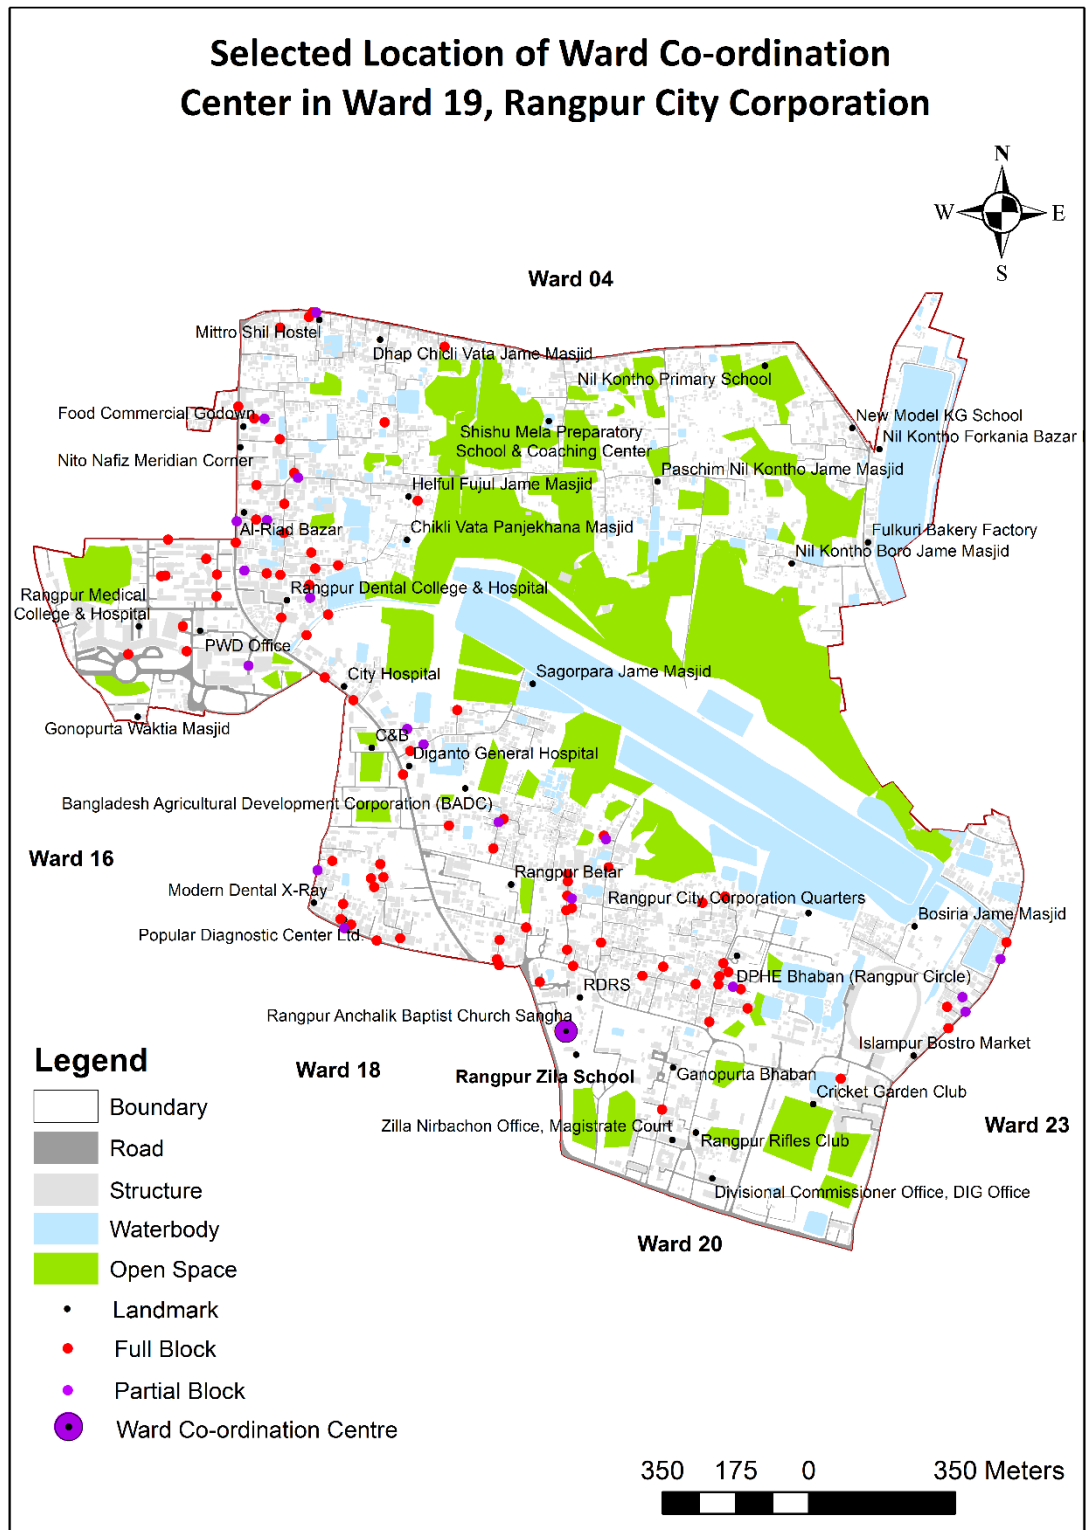 Selected Location of Ward Co-ordination
Center in Ward 19, Rangpur City Corporation
N
W
E
S
Ward 04
Mittro Shil Hostel
Dhap Chicli Vata Jame Masjid
Nil Kontho Primary School
Food Commercial Godown
Shishu Mela Preparatory
School & Coaching Center
New Model KG School
Nil Kontho Forkania Bazar
Nito Nafiz Meridian Corner
Helful Fujul Jame Masjid
Paschim Nil Kontho Jame Masjid
Al-Riad Bazar
Chikli Vata Panjekhana Masjid
Fulkuri Bakery Factory
Nil Kontho Boro Jame Masjid
Rangpur Medical
College & Hospital
Rangpur Dental College & Hospital
PWD Office
City Hospital
Sagorpara Jame Masjid
Gonopurta Waktia Masjid
C&B
Diganto General Hospital
Bangladesh Agricultural Development Corporation (BADC)
Ward 16
Modern Dental X-Ray
Rangpur Betar
Rangpur City Corporation Quarters
Bosiria Jame Masjid
Popular Diagnostic Center Ltd.
DPHE Bhaban (Rangpur Circle)
RDRS
Rangpur Anchalik Baptist Church Sangha
Islampur Bostro Market
Ward 18
Rangpur Zila School
Ganopurta Bhaban
Cricket Garden Club
Zilla Nirbachon Office, Magistrate Court
Rangpur Rifles Club
Ward 23
Divisional Commissioner Office, DIG Office
Ward 20
Legend
Boundary
Road
Structure
Waterbody
Open Space
Landmark
Full Block
Partial Block
Ward Co-ordination Centre
350 175 0 350 Meters